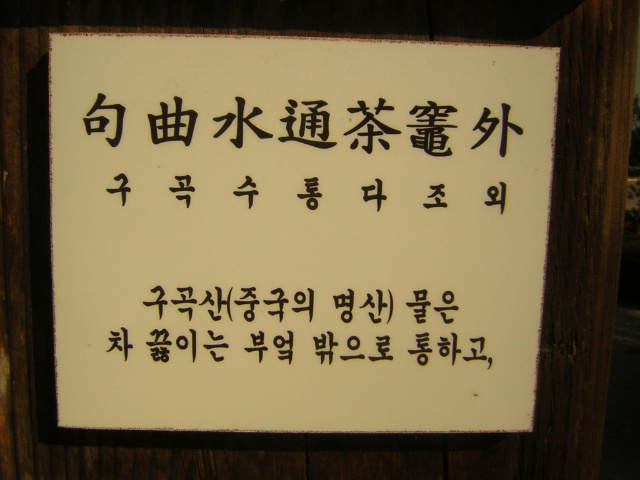 句曲水通茶竈外
구곡수통다조외
구곡산(중국의 명산) 물은
차 끓이는 부엌 밖으로 통하고,